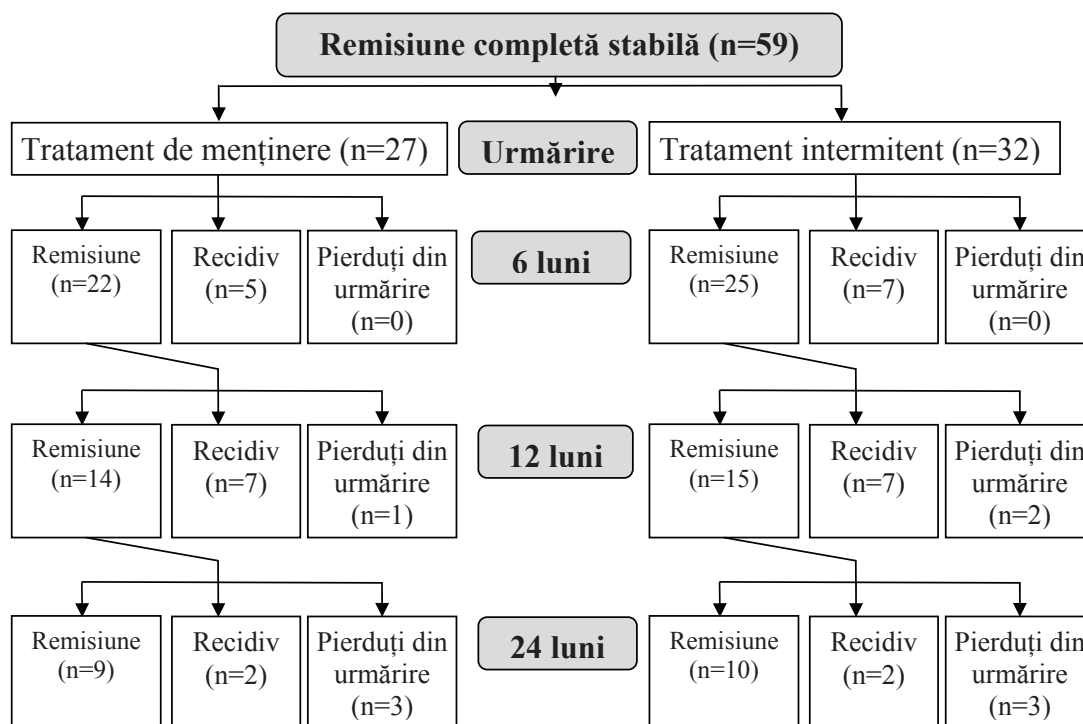 Remisiune completă stabilă (n=59)
Tratament de menținere (n=27)
Urmărire
Tratament intermitent (n=32)
Remisiune
(n=22)
Recidiv
(n=5)
Pierduți din
urmărire
(n=0)
6 luni
Remisiune
(n=25)
Recidiv
(n=7)
Pierduți din
urmărire
(n=0)
Remisiune
(n=14)
Recidiv
(n=7)
Pierduți din
urmărire
(n=1)
12 luni
Remisiune
(n=15)
Recidiv
(n=7)
Pierduți din
urmărire
(n=2)
Remisiune
(n=9)
Recidiv
(n=2)
Pierduți din
urmărire
(n=3)
24 luni
Remisiune
(n=10)
Recidiv
(n=2)
Pierduți din
urmărire
(n=3)